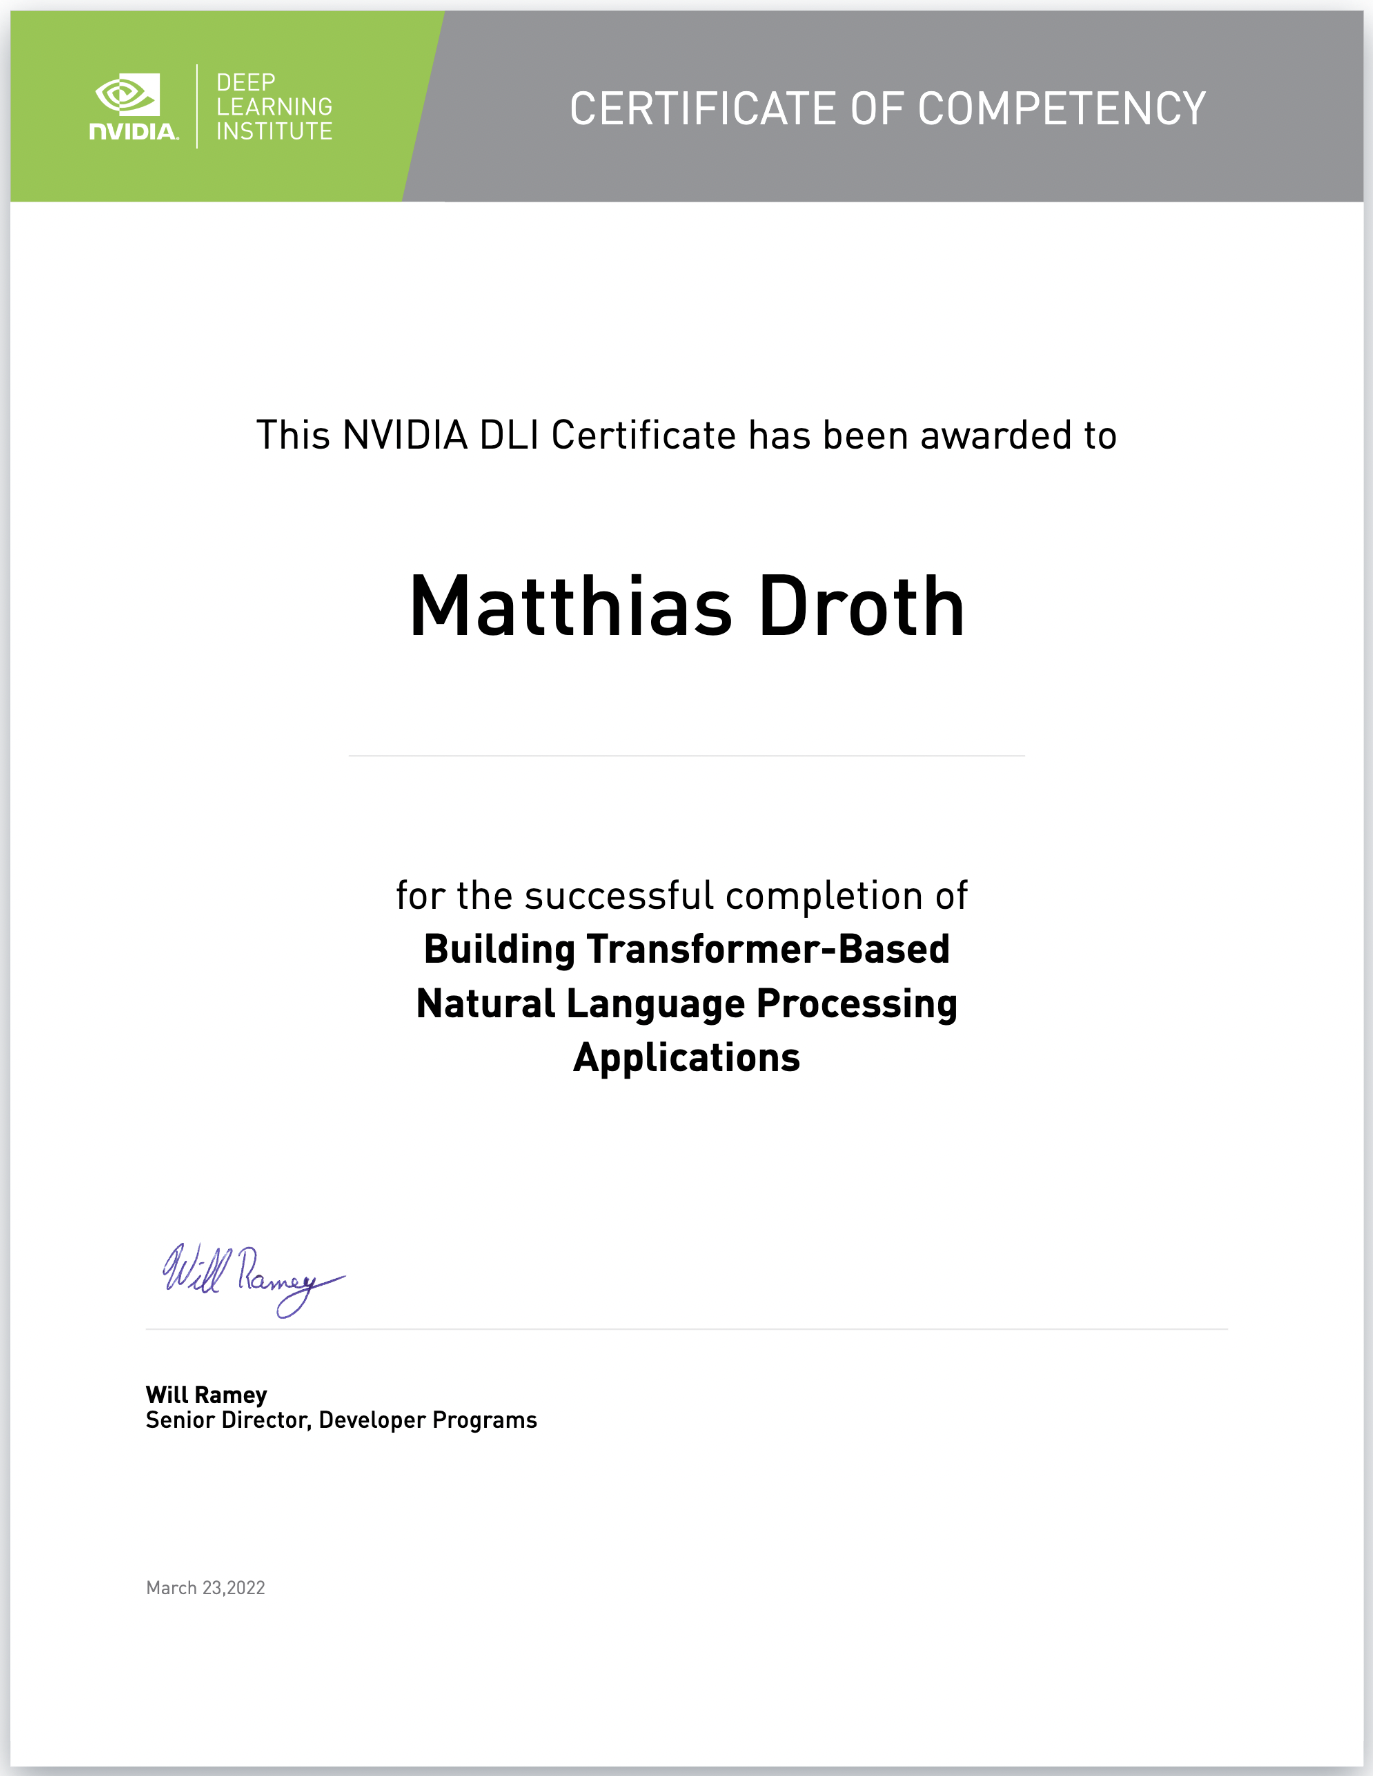 NVIDIA.
DEEP
LEARNING
INSTITUTE
CERTIFICATE OF COMPETENCY
This NVIDIA DLI Certificate has been awarded to
Matthias Droth
for the successful completion of
Building Transformer-Based
Natural Language Processing
Applications
Will Ramey
Will Ramey
Senior Director, Developer Programs
March 23,2022